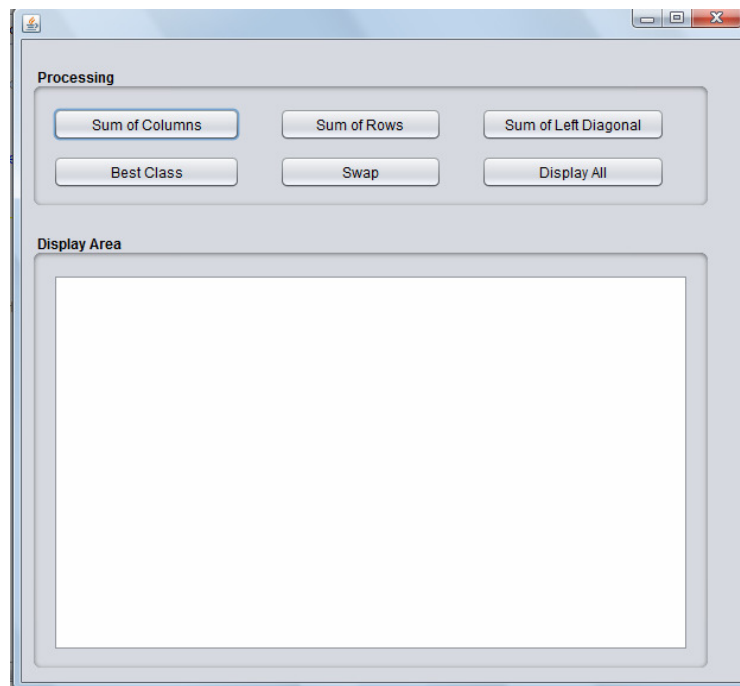 Processing
Sum of Columns Sum of Rows Sum of Left Diagonal
Best Class Swap Display All
Display Area